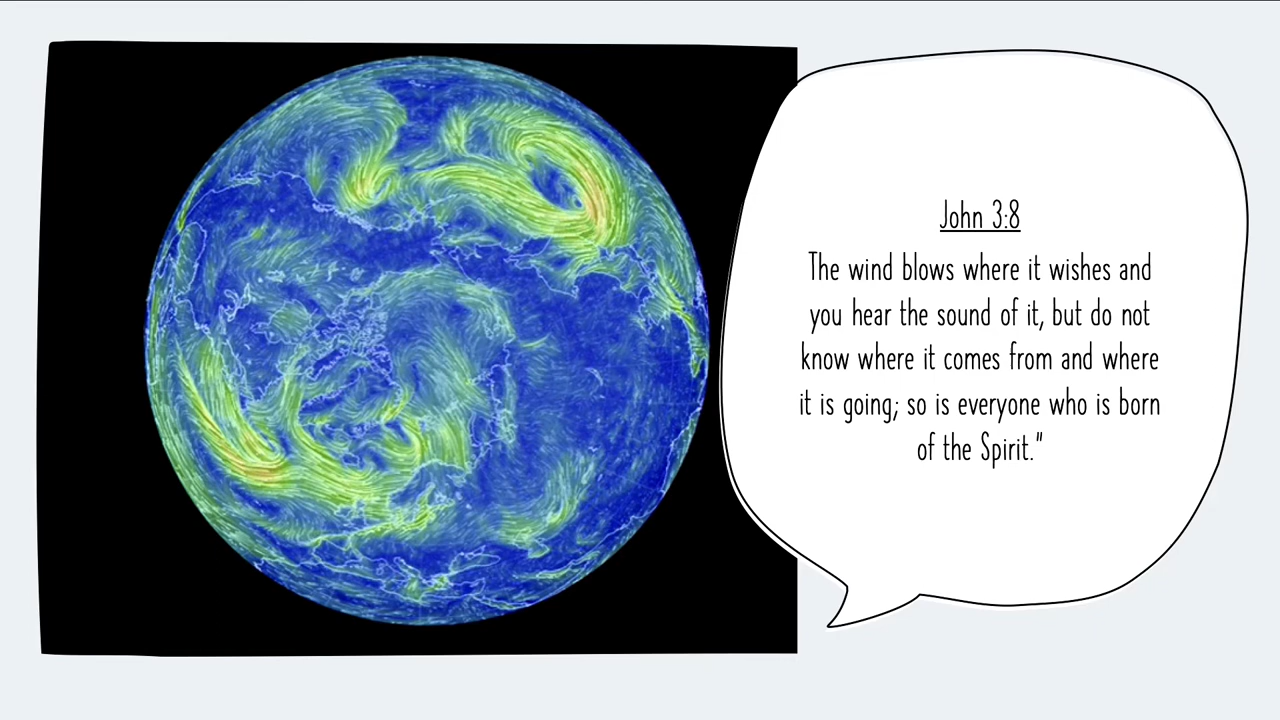 John 3:8
The wind blows where it wishes and
you hear the sound of it, but do not
know where it comes from and where
it is going; so is everyone who is born
of the Spirit."